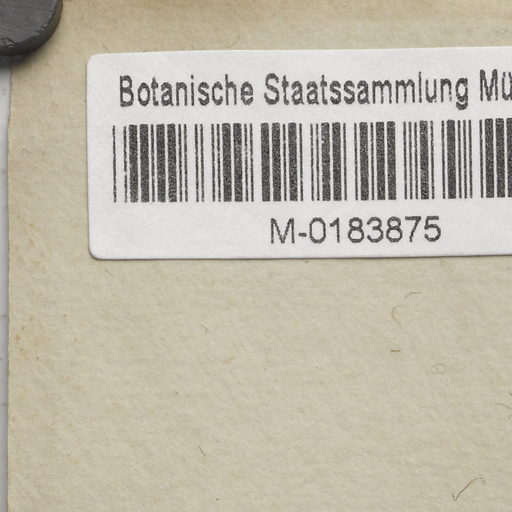 Botanische Staatssammlung Mü
M-0183875